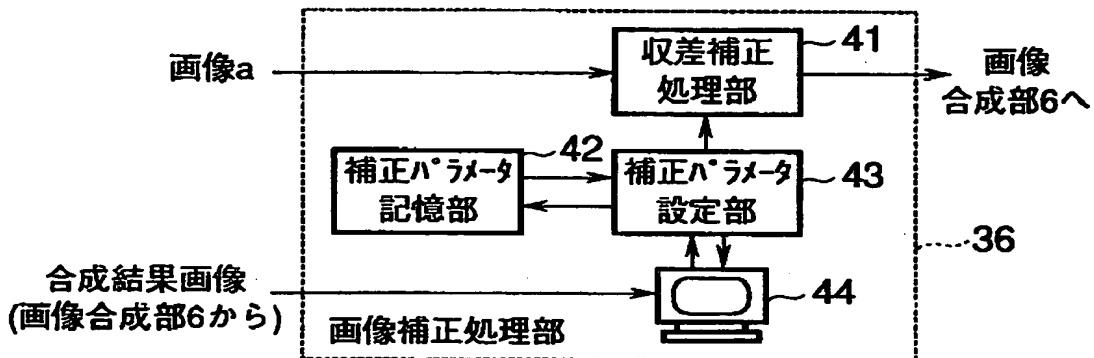 画像a
収差補正
処理部
41
画像
合成部6へ
補正パラメータ
記憶部
42
補正パラメータ
設定部
43
36
合成結果画像
(画像合成部6から)
44
画像補正処理部